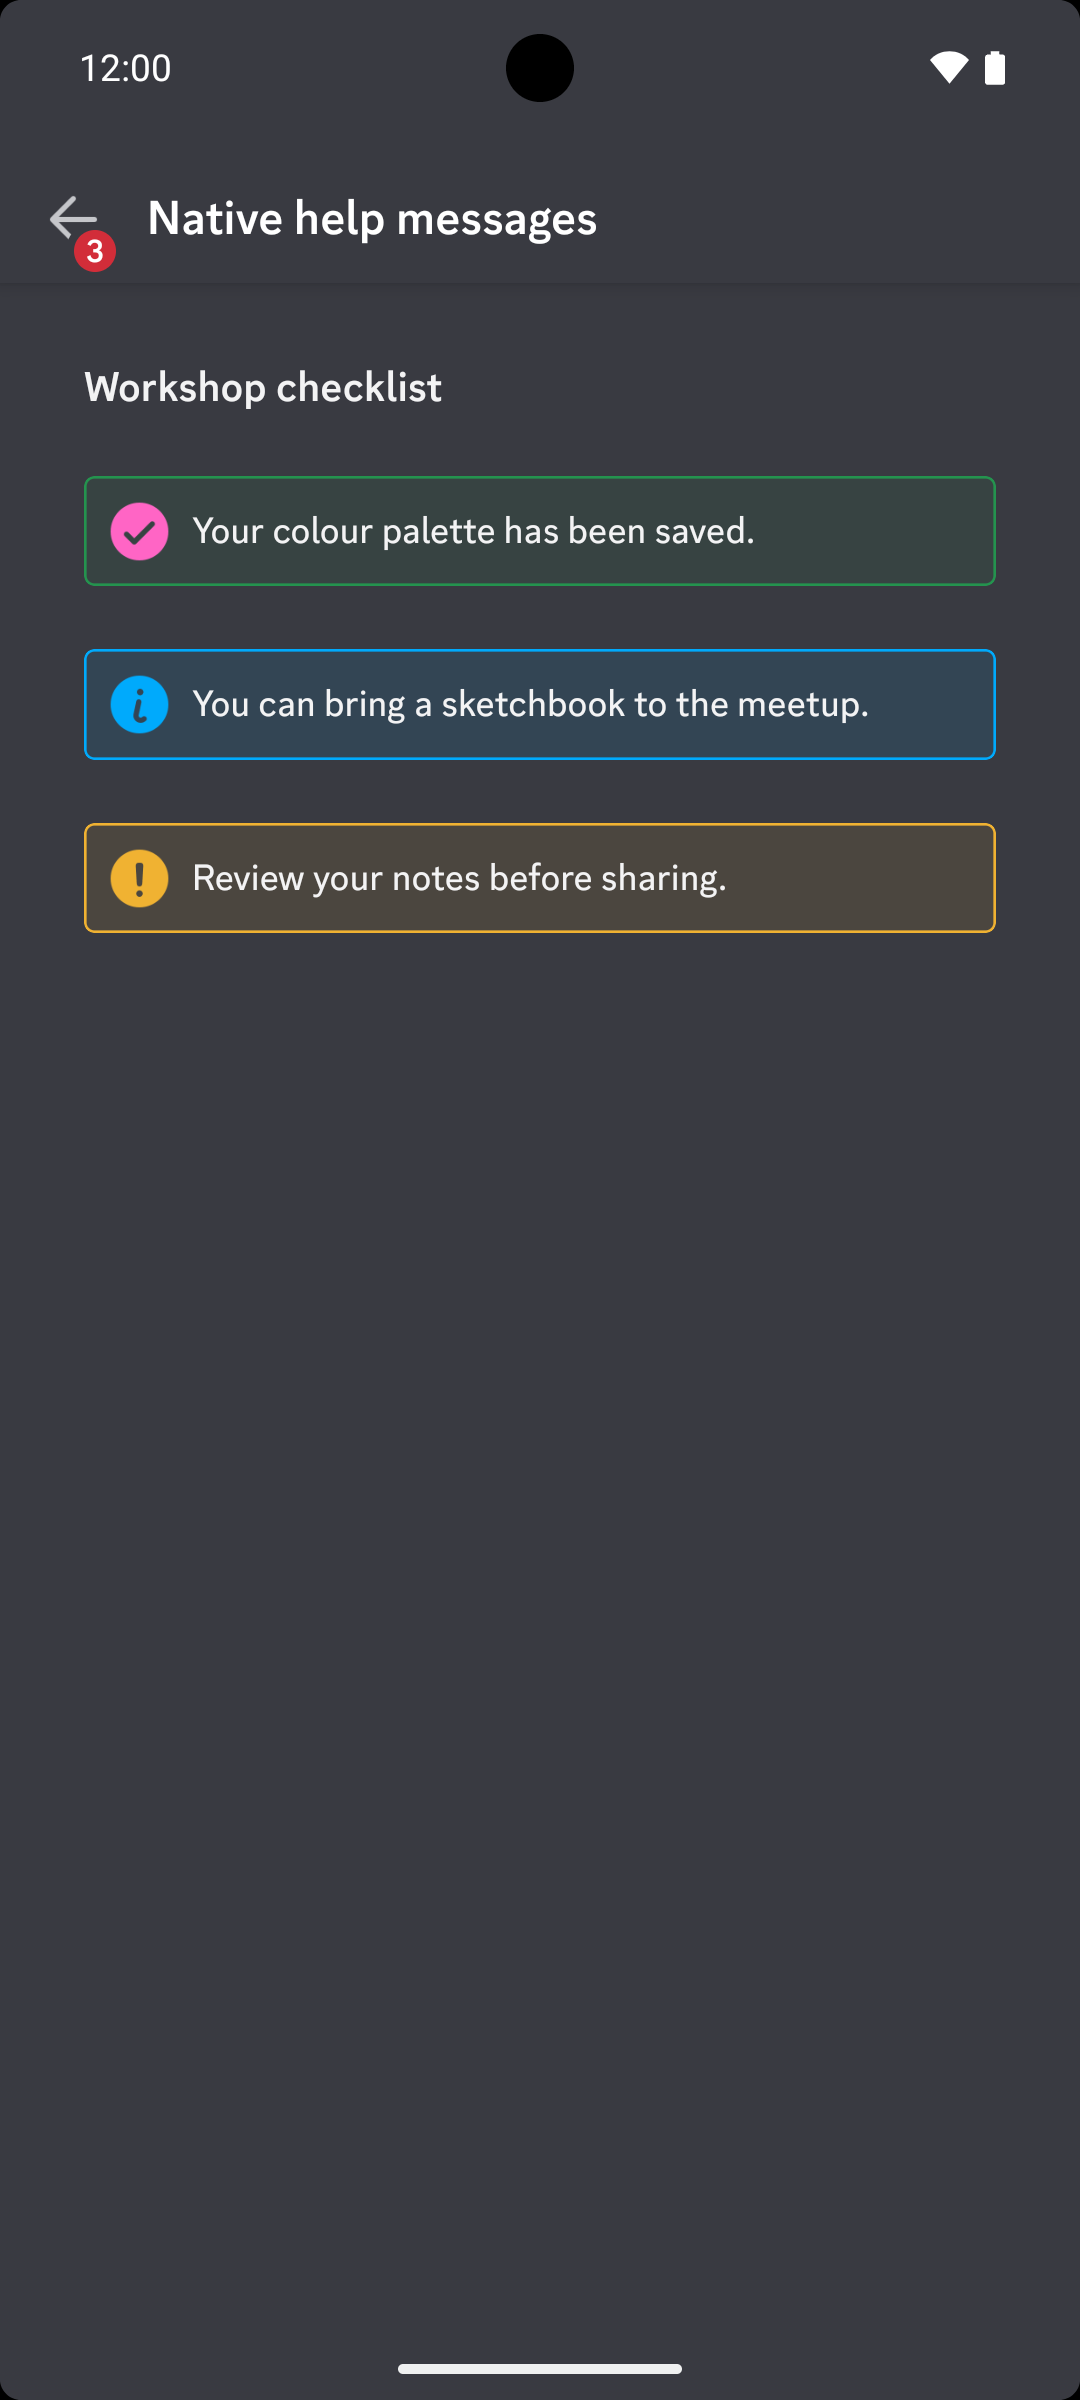 12:00
Native help messages
3
Workshop checklist
Your colour palette has been saved.
You can bring a sketchbook to the meetup.
Review your notes before sharing.